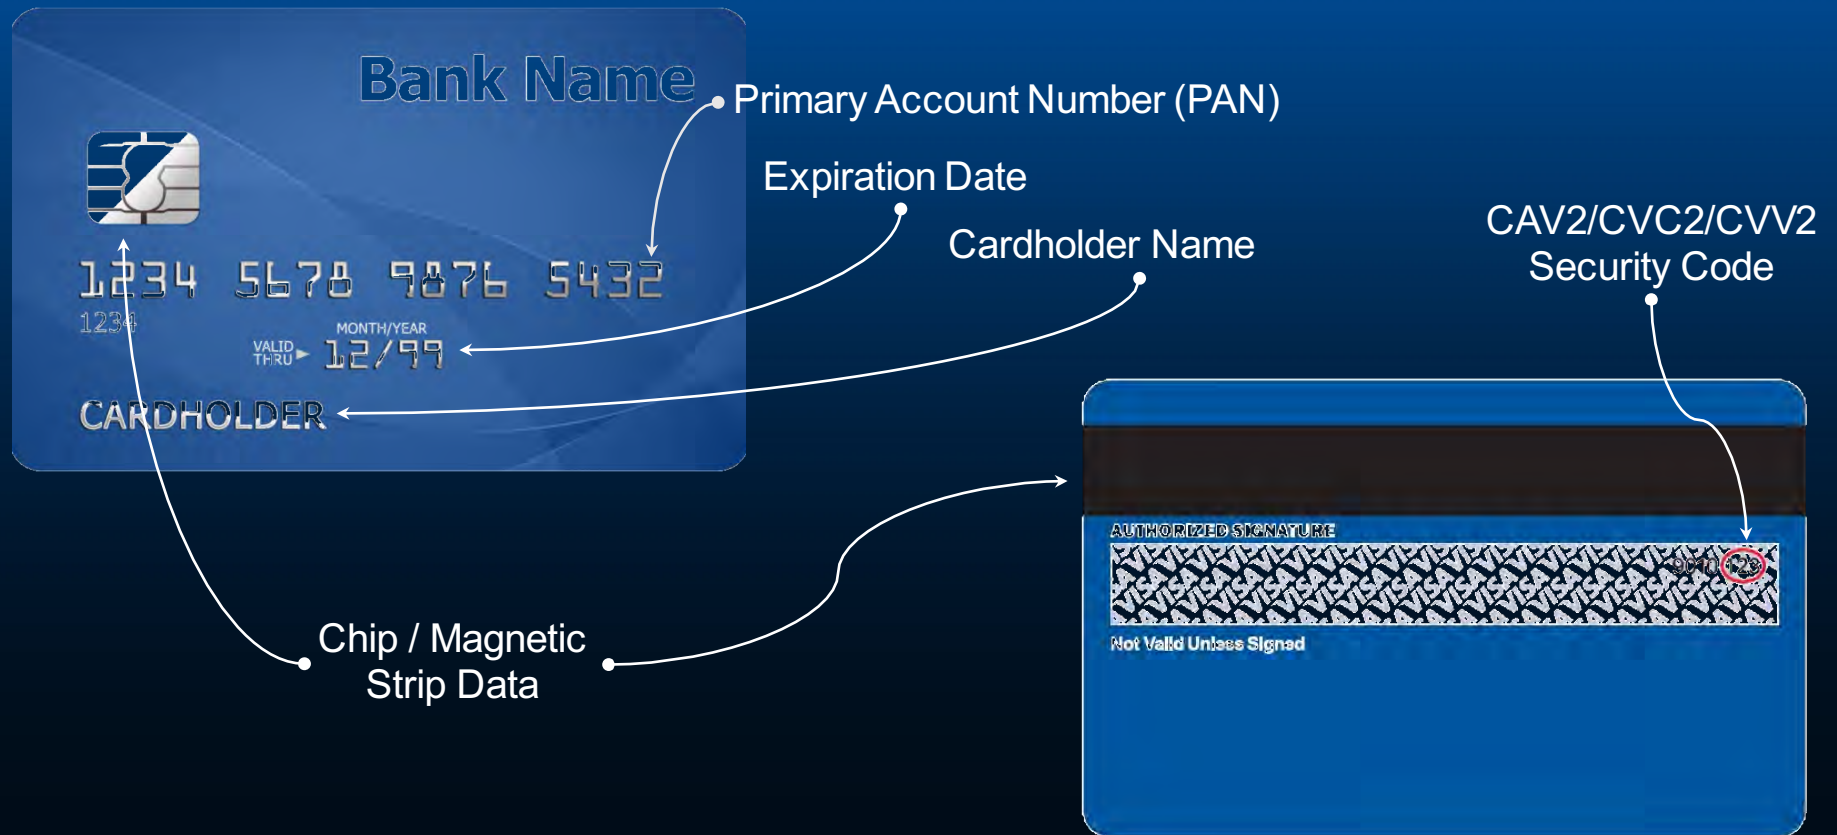 Bank Name
Primary Account Number (PAN)
Expiration Date
Cardholder Name
CAV2/CVC2/CVV2
Security Code
1234 5678 9876 5432
1234
MONTH/YEAR
VALID
THRU
12/99
CARDHOLDER
AUTHORIZED SIGNATURE
9010 123
Not Valid Unless Signed
Chip / Magnetic
Strip Data